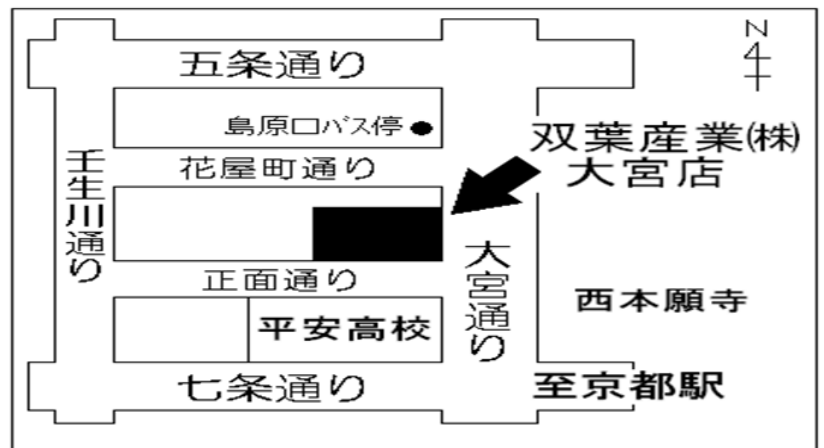 N
五条通り
島原口バス停
双葉産業㈱
大宮店
花屋町通り
壬生川通り
大宮通り
正面通り
西本願寺
平安高校
七条通り
至京都駅